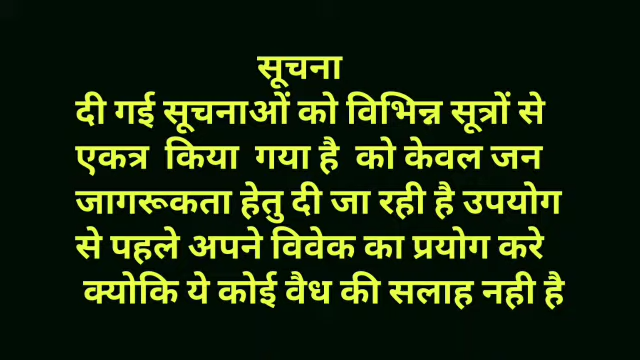 सूचना
दी गई सूचनाओं को विभिन्न सूत्रों से
एकत्र किया गया है को केवल जन
जागरूकता हेतु दी जा रही है उपयोग
से पहले अपने विवेक का प्रयोग करे
क्योकि ये कोई वैध की सलाह नही है